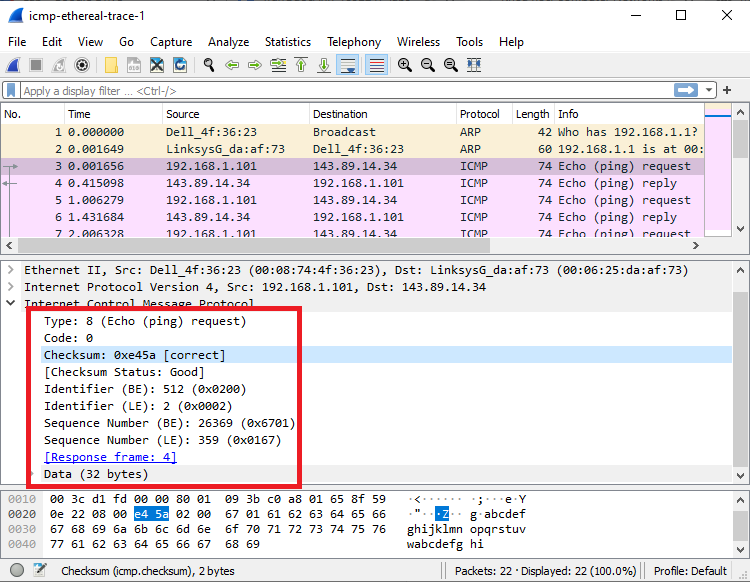 icmp-ethereal-trace-1
File Edit View Go Capture Analyze Statistics Telephony Wireless Tools Help
Apply a display filter ... <Ctrl-/>
No. Time Source Destination Protocol Length Info
1 0.000000 Dell_4f:36:23 Broadcast ARP 42 Who has 192.168.1.1?
2 0.001649 LinksysG_da:af:73 Dell_4f:36:23 ARP 60 192.168.1.1 is at 00:
3 0.001656 192.168.1.101 143.89.14.34 ICMP 74 Echo (ping) request
4 0.415098 143.89.14.34 192.168.1.101 ICMP 74 Echo (ping) reply
5 1.006279 192.168.1.101 143.89.14.34 ICMP 74 Echo (ping) request
6 1.431684 143.89.14.34 192.168.1.101 ICMP 74 Echo (ping) reply
7 2.006328 192.168.1.101 143.89.14.34 ICMP 74 Echo (ping) request
Ethernet II, Src: Dell_4f:36:23 (00:08:74:4f:36:23), Dst: LinksysG_da:af:73 (00:06:25:da:af:73)
Internet Protocol Version 4, Src: 192.168.1.101, Dst: 143.89.14.34
Internet Control Message Protocol
Type: 8 (Echo (ping) request)
Code: 0
Checksum: 0xe45a [correct]
[Checksum Status: Good]
Identifier (BE): 512 (0x0200)
Identifier (LE): 2 (0x0002)
Sequence Number (BE): 26369 (0x6701)
Sequence Number (LE): 359 (0x0167)
[Response frame: 4]
Data (32 bytes)
0010 00 3c d1 fd 00 00 80 01 09 3b c0 a8 01 65 8f 59 ·<······ ·;···e·Y
0020 0e 22 08 00 e4 5a 02 00 67 01 61 62 63 64 65 66 ·"···Z·· g·abcdef
0030 67 68 69 6a 6b 6c 6d 6e 6f 70 71 72 73 74 75 76 ghijklmn opqrstuv
0040 77 61 62 63 64 65 66 67 68 69 wabcdefg hi
Checksum (icmp.checksum), 2 bytes Packets: 22 · Displayed: 22 (100.0%) Profile: Default